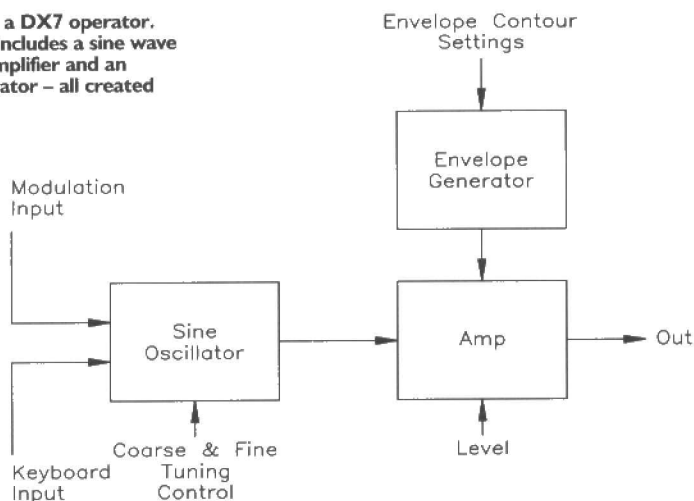 a DX7 operator.
ncludes a sine wave
mplifier and an
ator – all created
Envelope Contour
Settings
Envelope
Generator
Modulation
Input
Sine
Oscillator
Amp
Out
Coarse & Fine
Tuning
Control
Level
Keyboard
Input